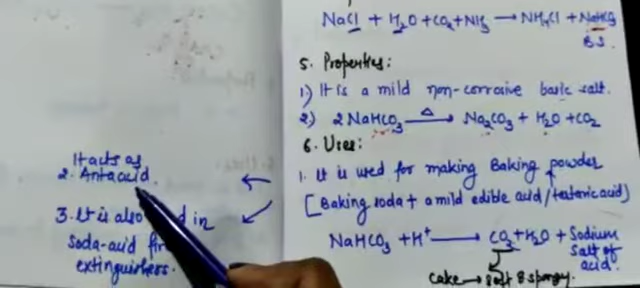 NaCl + H2O + CO2 + NH3 → NH4Cl + NaHCO3
B.S.
5. Properties:
1) It is a mild non-corrosive basic salt.
2) 2 NaHCO3 —Δ→ Na2CO3 + H2O + CO2
6. Uses:
1. It is used for making Baking powder
[Baking soda + a mild edible acid/tartaric acid)
NaHCO3 + H+ → CO2 + H2O + Sodium
salt of
acid.
cake → soft & spongy.
It acts as
2. Antacid.
3. It is also in
Soda-acid
extinguishers.